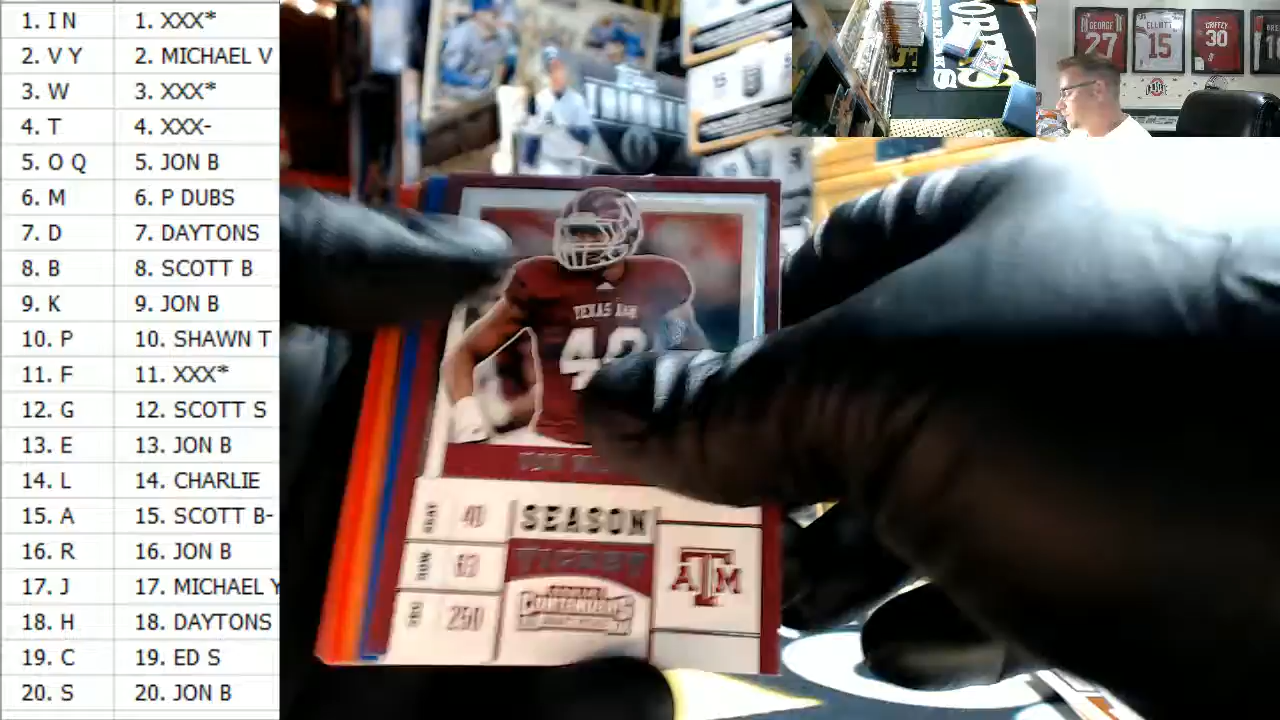 1. I N 1. XXX*
2. V Y 2. MICHAEL V
3. W 3. XXX*
4. T 4. XXX-
5. O Q 5. JON B
6. M 6. P DUBS
7. D 7. DAYTONS
8. B 8. SCOTT B
9. K 9. JON B
10. P 10. SHAWN T
11. F 11. XXX*
12. G 12. SCOTT S
13. E 13. JON B
14. L 14. CHARLIE
15. A 15. SCOTT B-
16. R 16. JON B
17. J 17. MICHAEL Y
18. H 18. DAYTONS
19. C 19. ED S
20. S 20. JON B
GEORGE
27
ELLIOTT
15
GRIFFEY
30
TEXAS A&M
40
40 SEASON
TICKET
ATM
CONTENDERS
250